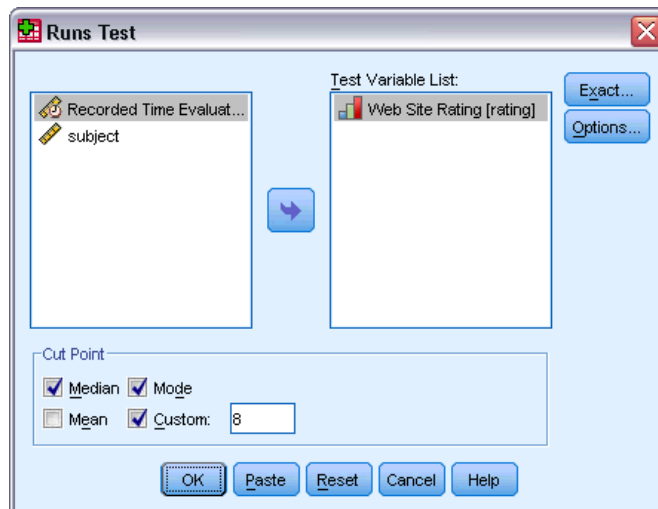 Runs Test
Test Variable List:
Recorded Time Evaluat...
subject
Web Site Rating [rating]
Exact...
Options...
Cut Point
Median
Mode
Mean
Custom:
8
OK
Paste
Reset
Cancel
Help